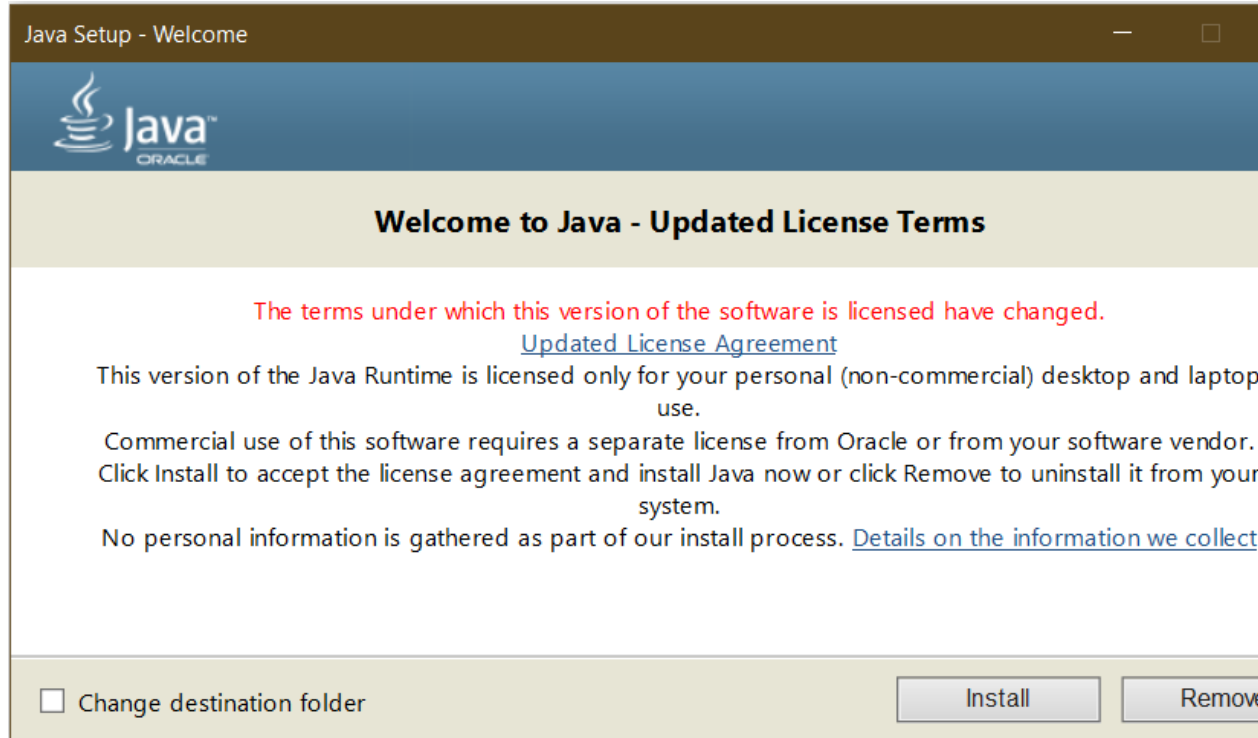 Java Setup - Welcome
Java™
ORACLE
Welcome to Java - Updated License Terms
The terms under which this version of the software is licensed have changed.
Updated License Agreement
This version of the Java Runtime is licensed only for your personal (non-commercial) desktop and laptop
use.
Commercial use of this software requires a separate license from Oracle or from your software vendor.
Click Install to accept the license agreement and install Java now or click Remove to uninstall it from your
system.
No personal information is gathered as part of our install process. Details on the information we collect
Change destination folder
Install
Remove